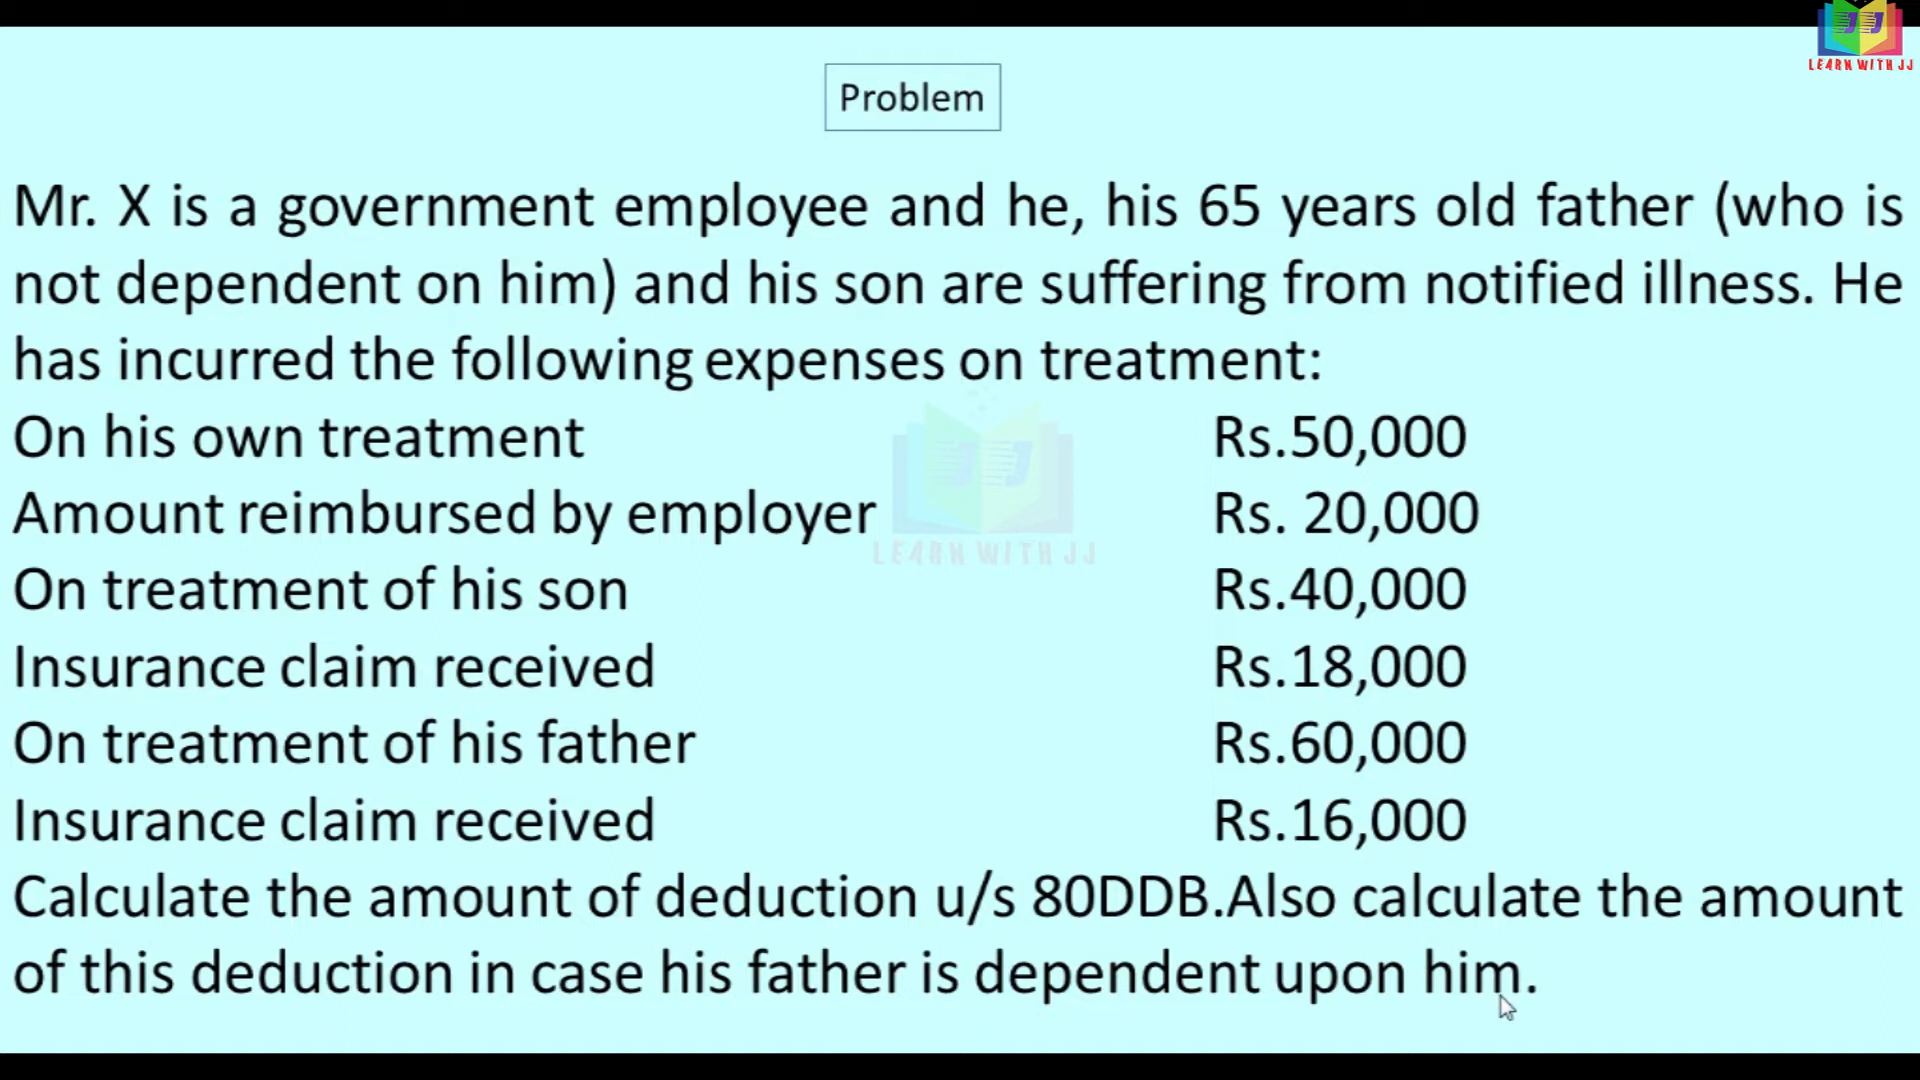 LEARN WITH JJ
Problem
Mr. X is a government employee and he, his 65 years old father (who is
not dependent on him) and his son are suffering from notified illness. He
has incurred the following expenses on treatment:
On his own treatment Rs.50,000
Amount reimbursed by employer Rs. 20,000
LEARN WITH JJ
On treatment of his son Rs.40,000
Insurance claim received Rs.18,000
On treatment of his father Rs.60,000
Insurance claim received Rs.16,000
Calculate the amount of deduction u/s 80DDB.Also calculate the amount
of this deduction in case his father is dependent upon him.